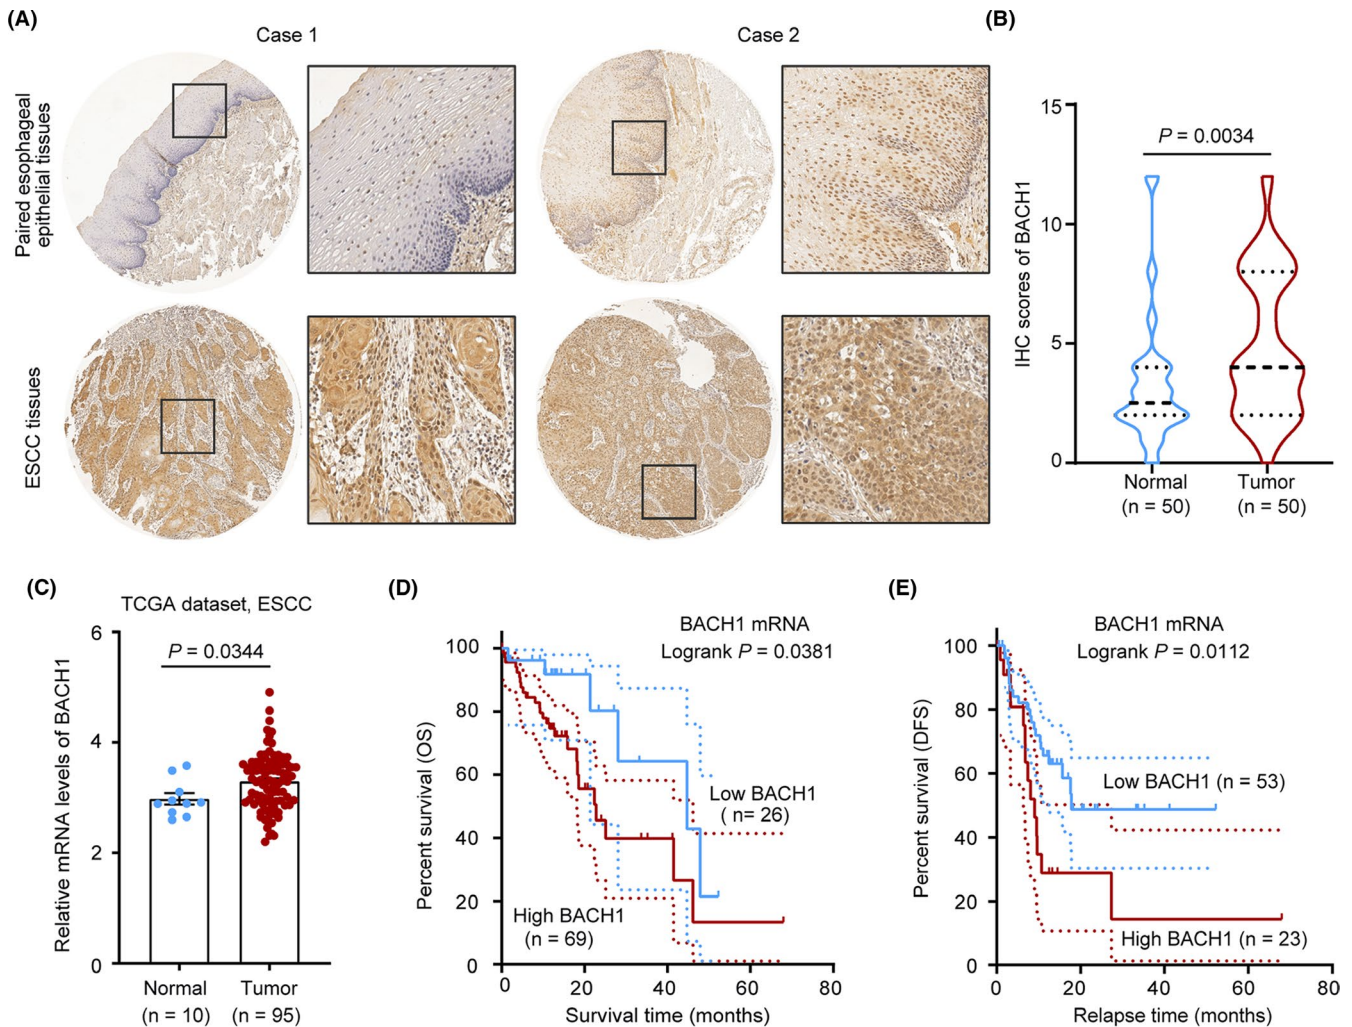 (A)
Case 1
Case 2
Paired esophageal
epithelial tissues
ESCC tissues
(B)
IHC scores of BACH1
15
10
5
0
P = 0.0034
Normal
(n = 50)
Tumor
(n = 50)
(C)
TCGA dataset, ESCC
P = 0.0344
Relative mRNA levels of BACH1
6
4
2
0
Normal
(n = 10)
Tumor
(n = 95)
(D)
BACH1 mRNA
Logrank P = 0.0381
Percent survival (OS)
100
80
60
40
20
0
Low BACH1
( n= 26)
High BACH1
(n = 69)
0 20 40 60 80
Survival time (months)
(E)
BACH1 mRNA
Logrank P = 0.0112
Percent survival (DFS)
100
80
60
40
20
0
Low BACH1 (n = 53)
High BACH1 (n = 23)
0 20 40 60 80
Relapse time (months)